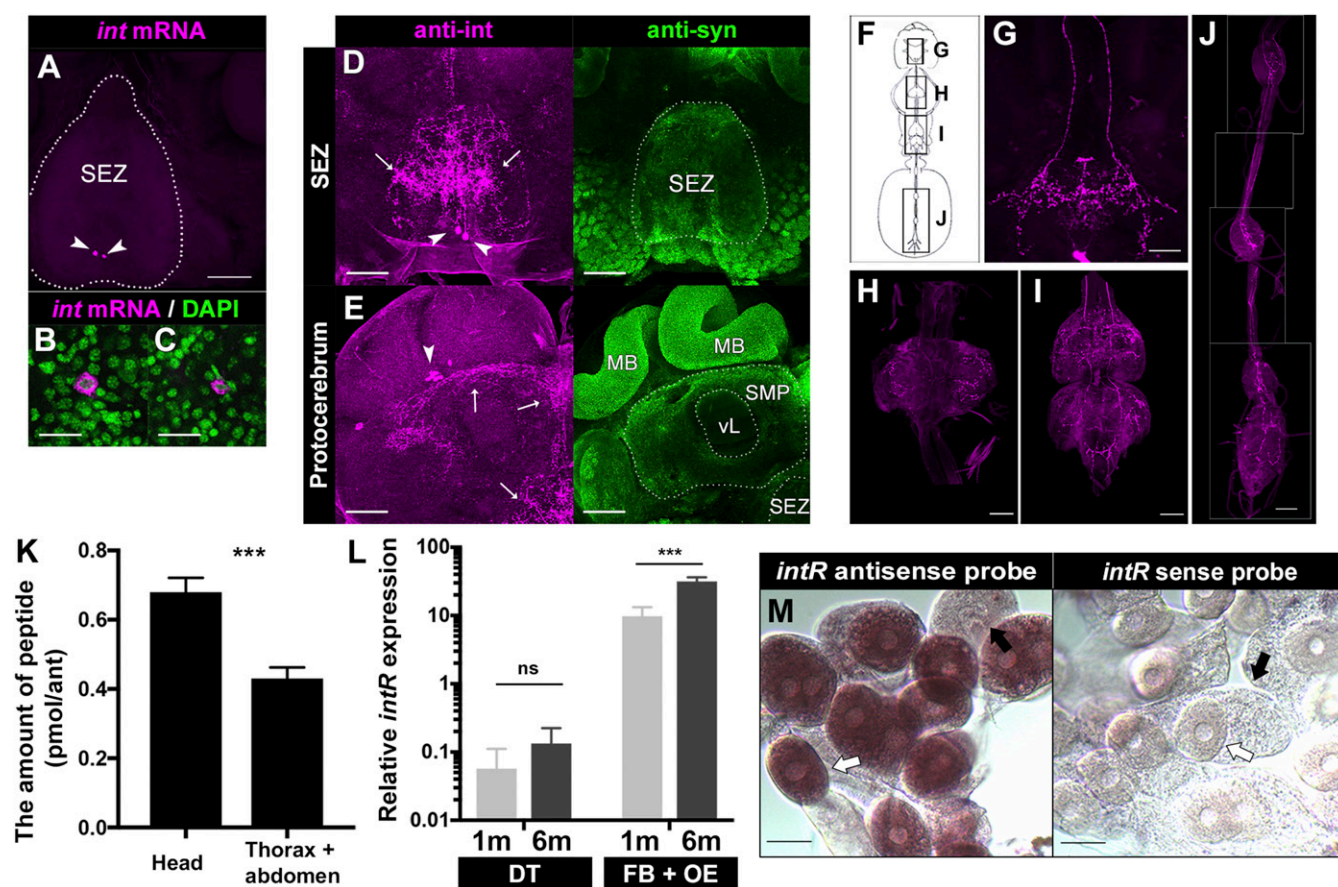 int mRNA
A
SEZ
int mRNA / DAPI
B
C
anti-int
anti-syn
SEZ
D
SEZ
Protocerebrum
E
MB
MB
SMP
vL
SEZ
F
G
H
I
J
G
H
I
J
K
***
The amount of peptide
(pmol/ant)
0.8
0.6
0.4
0.2
0.0
Head
Thorax +
abdomen
L
Relative intR expression
100
10
1
0.1
0.01
ns
***
1m 6m 1m 6m
DT
FB + OE
intR antisense probe
intR sense probe
M